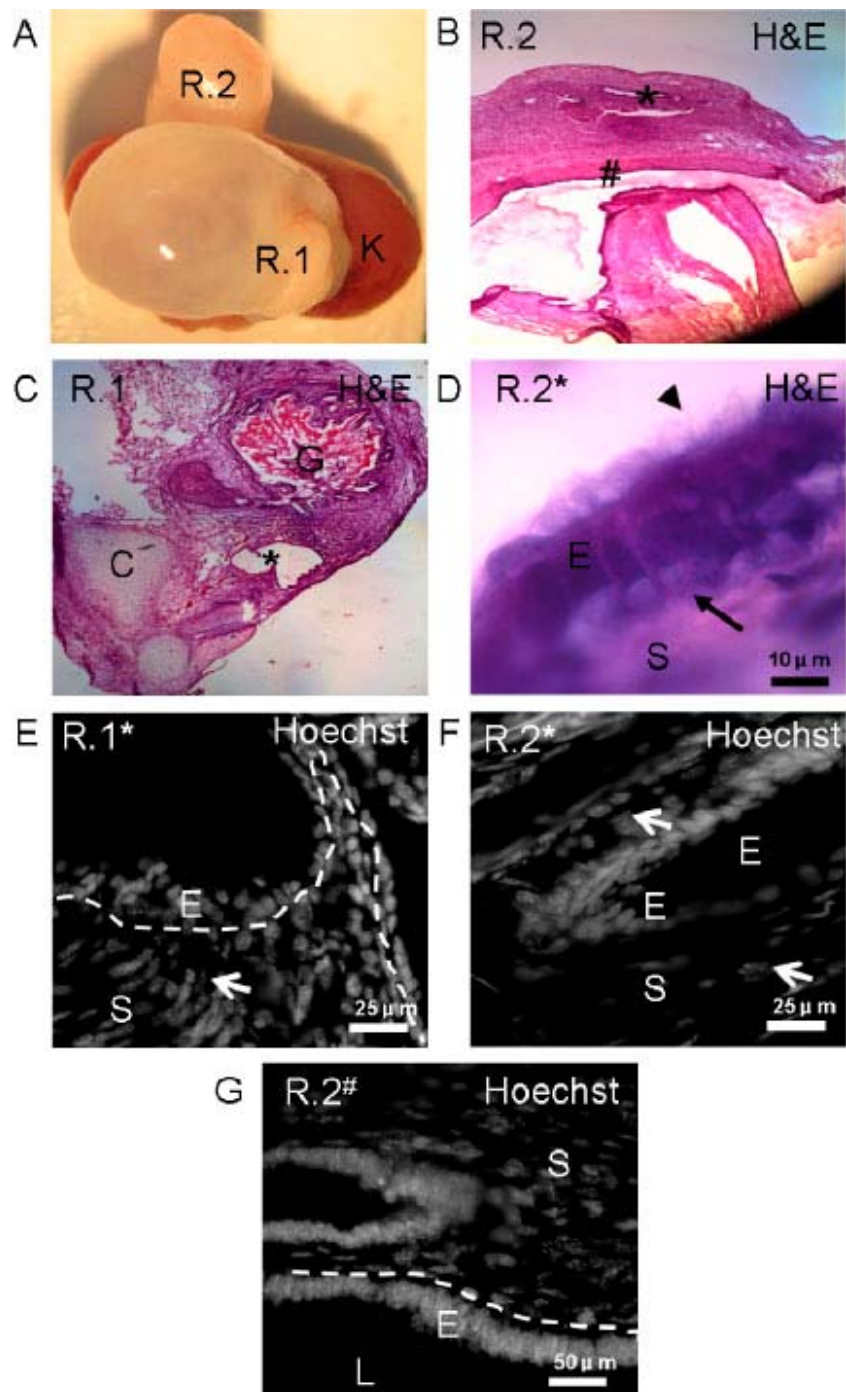 A
R.2
R.1
K
B
R.2 H&E
*
#
C
R.1 H&E
G
C
*
D
R.2* H&E
E
S
10 μm
E
R.1* Hoechst
E
S
25 μm
F
R.2* Hoechst
E
E
S
25 μm
G
R.2# Hoechst
S
E
L
50 μm